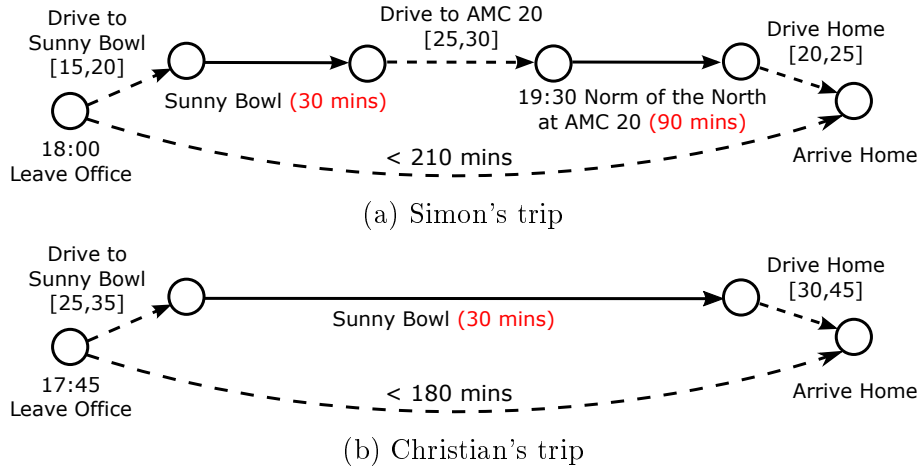 Drive to
Sunny Bowl
[15,20]
Drive to AMC 20
[25,30]
Drive Home
[20,25]
Sunny Bowl (30 mins)
19:30 Norm of the North
at AMC 20 (90 mins)
18:00
Leave Office
< 210 mins
Arrive Home
(a) Simon's trip
Drive to
Sunny Bowl
[25,35]
Drive Home
[30,45]
Sunny Bowl (30 mins)
17:45
Leave Office
< 180 mins
Arrive Home
(b) Christian's trip